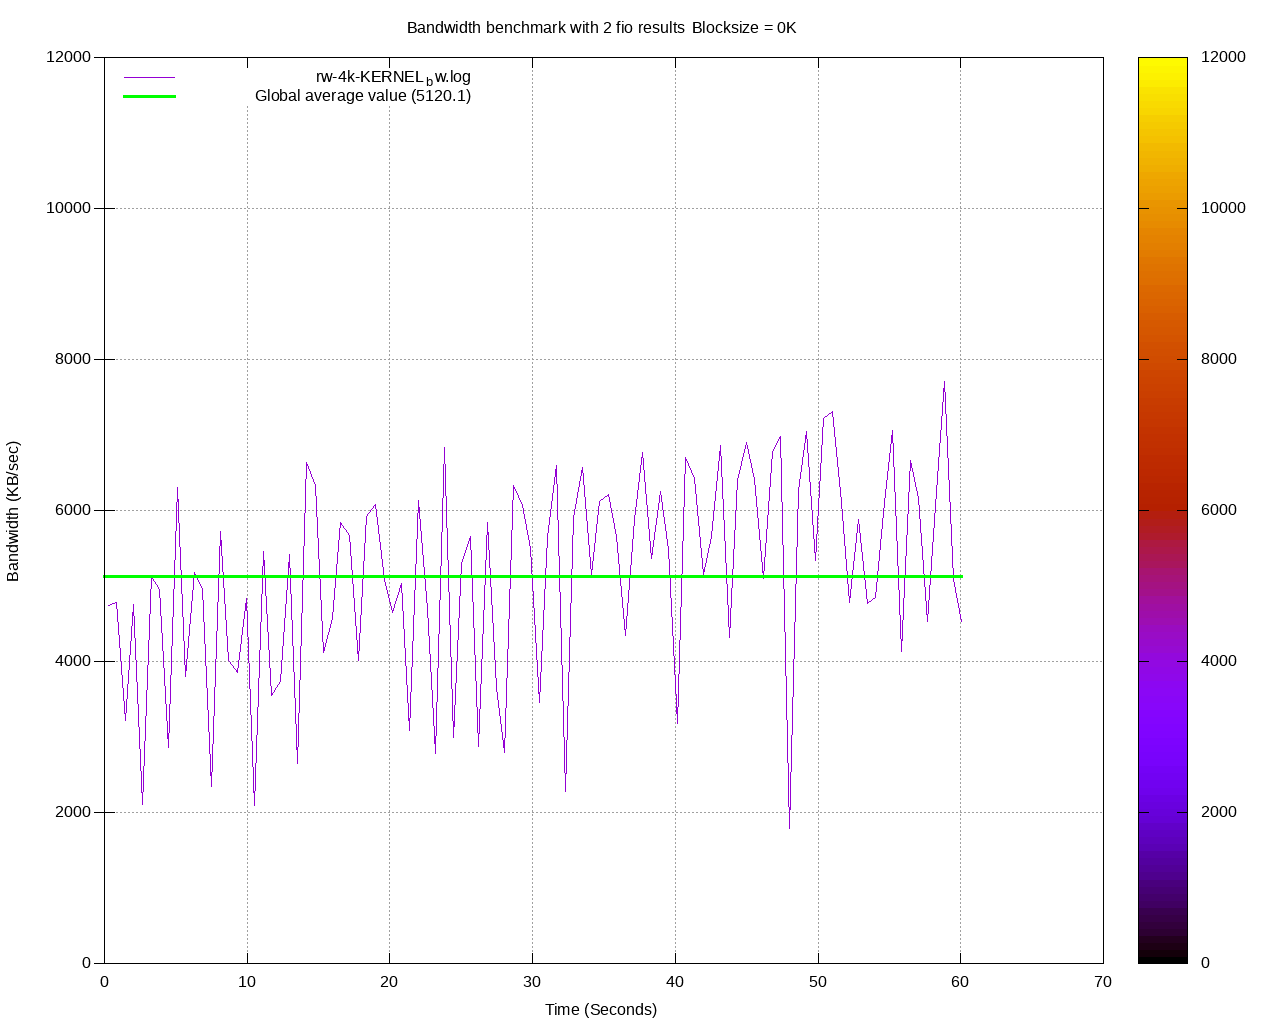 Bandwidth benchmark with 2 fio results Blocksize = 0K
rw-4k-KERNEL_bw.log
Global average value (5120.1)
12000
10000
8000
6000
4000
2000
0
Bandwidth (KB/sec)
0 10 20 30 40 50 60 70
Time (Seconds)
12000
10000
8000
6000
4000
2000
0